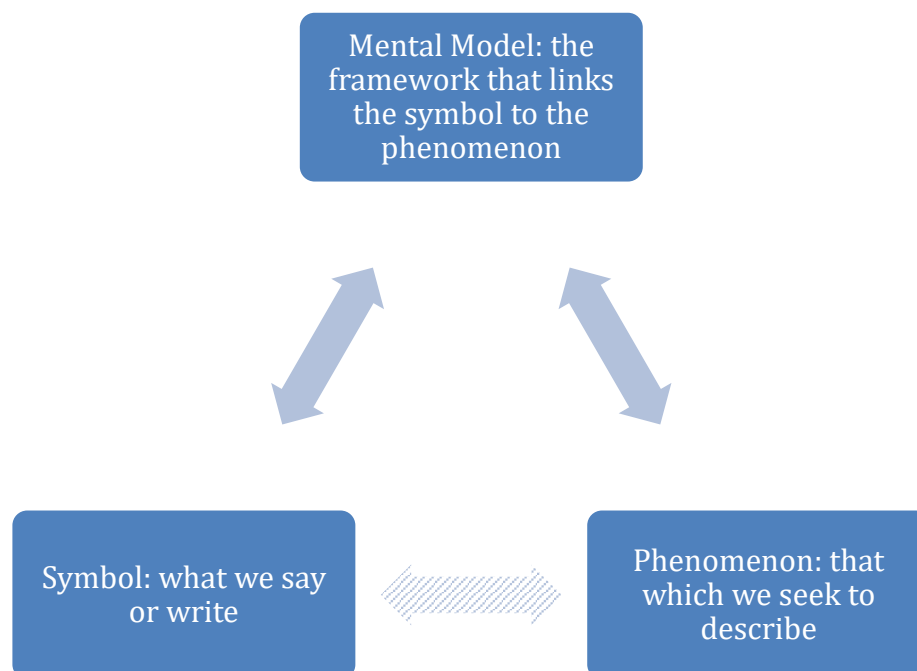 Mental Model: the
framework that links
the symbol to the
phenomenon
Symbol: what we say
or write
Phenomenon: that
which we seek to
describe